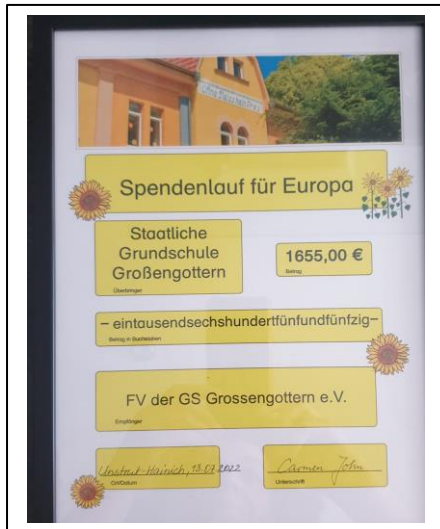 Spendenlauf für Europa
Staatliche
Grundschule
Großengottern
Überbringer
1655,00 €
Betrag
– eintausendsechshundertfünfundfünfzig–
Betrag in Buchstaben
FV der GS Grossengottern e.V.
Empfänger
Unstrut-Hainich, 13.07.2022
Ort/Datum
Carmen John
Unterschrift